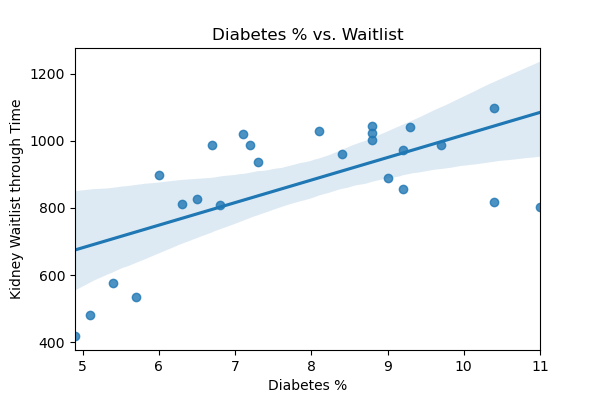 Diabetes % vs. Waitlist
Kidney Waitlist through Time
1200
1000
800
600
400
5 6 7 8 9 10 11
Diabetes %